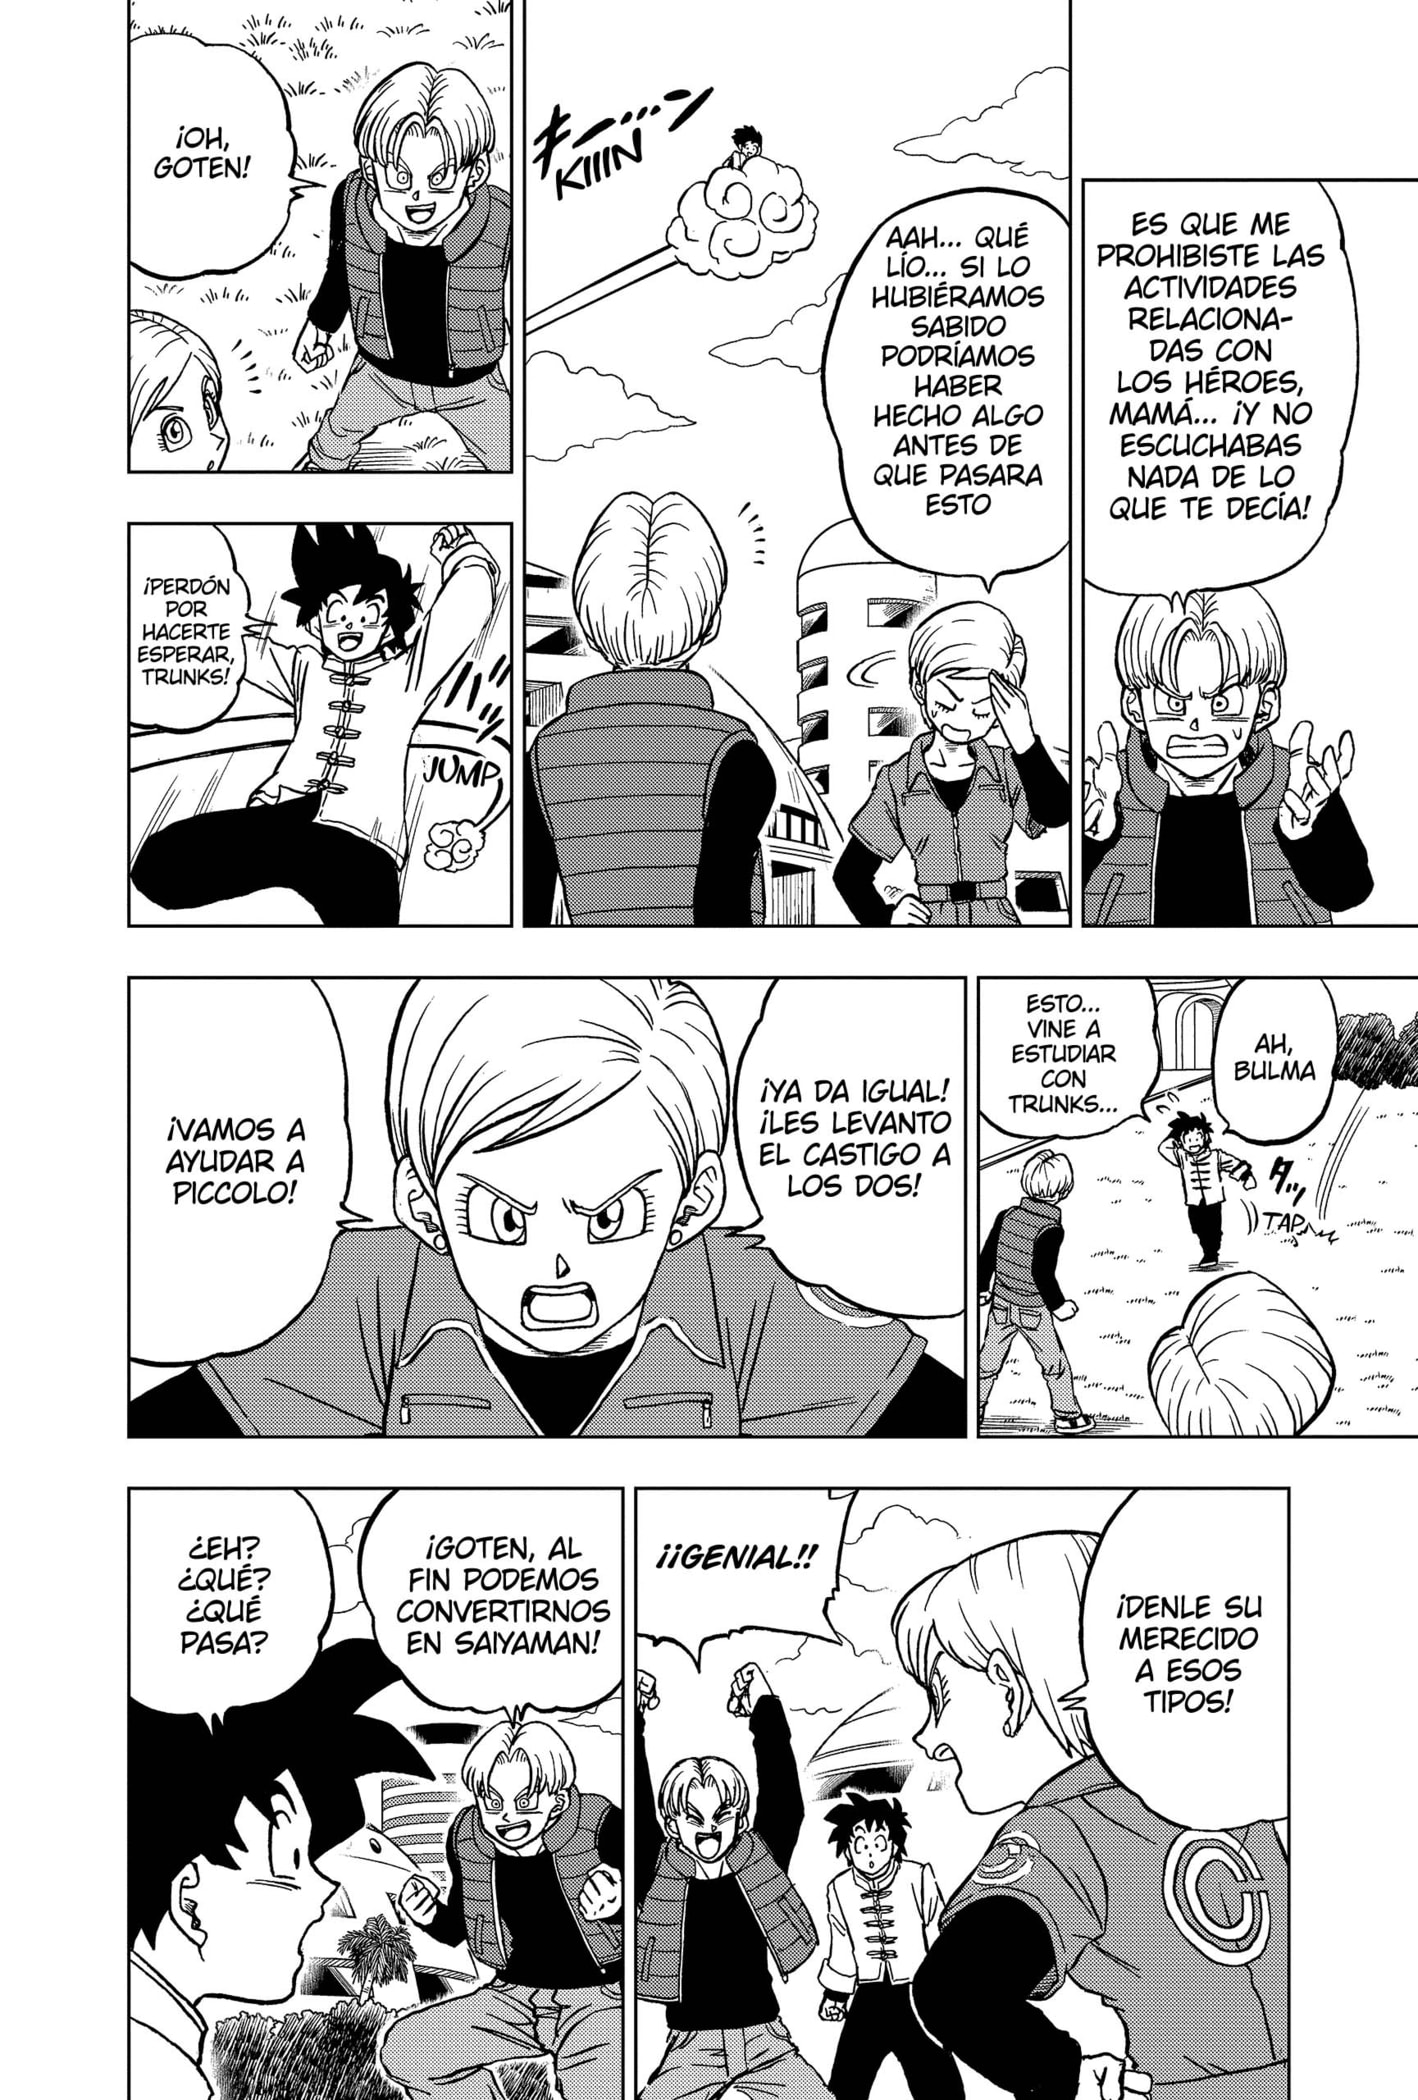 ES QUE ME
PROHIBISTE LAS
ACTIVIDADES
RELACIONA-
DAS CON
LOS HÉROES,
MAMÁ... ¡Y NO
ESCUCHABAS
NADA DE LO
QUE TE DECÍA!
AAH... QUÉ
LÍO... SI LO
HUBIÉRAMOS
SABIDO
PODRÍAMOS
HABER
HECHO ALGO
ANTES DE
QUE PASARA
ESTO
キーーン
KIIIN
¡OH,
GOTEN!
¡PERDÓN
POR
HACERTE
ESPERAR,
TRUNKS!
JUMP
AH,
BULMA
ESTO...
VINE A
ESTUDIAR
CON
TRUNKS...
タッ
TAP
¡YA DA IGUAL!
¡LES LEVANTO
EL CASTIGO A
LOS DOS!
¡VAMOS A
AYUDAR A
PICCOLO!
¡DENLE SU
MERECIDO
A ESOS
TIPOS!
¡¡GENIAL!!
¡GOTEN, AL
FIN PODEMOS
CONVERTIRNOS
EN SAIYAMAN!
¿EH?
¿QUÉ?
¿QUÉ
PASA?